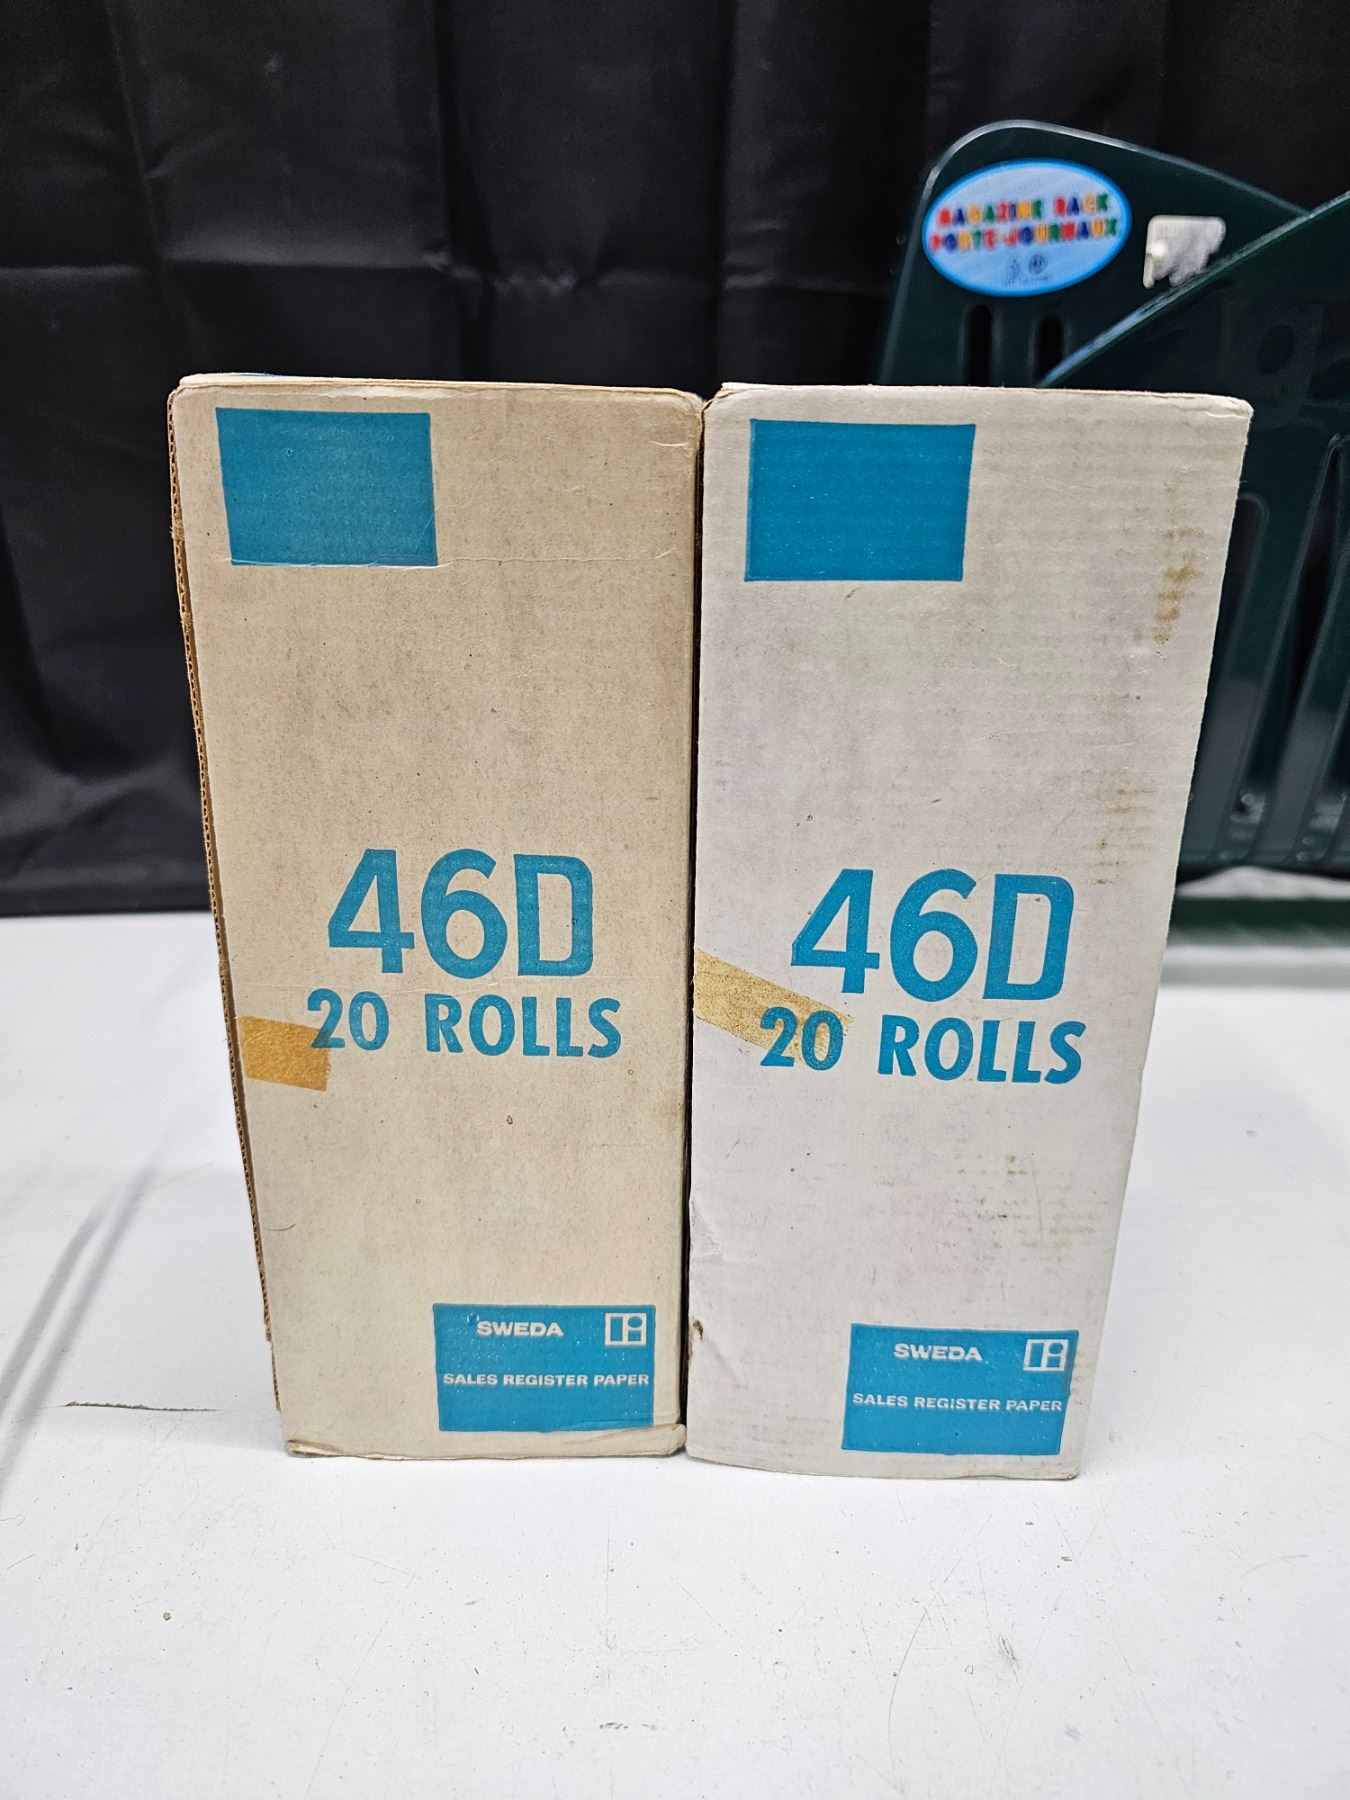 MAGAZINE RACK
PORTE-JOURNAUX
46D
20 ROLLS
SWEDA
SALES REGISTER PAPER
46D
20 ROLLS
SWEDA
SALES REGISTER PAPER